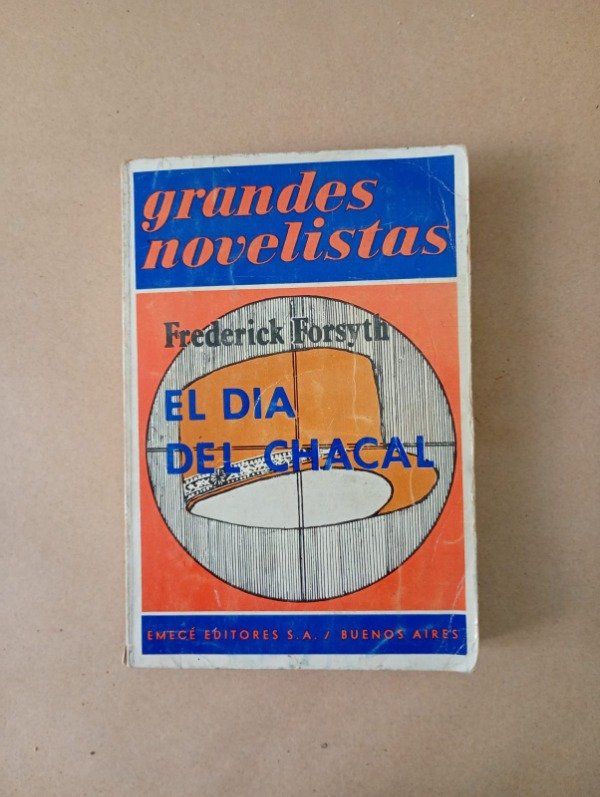 grandes
novelistas
Frederick Forsyth
EL DIA
DEL CHACAL
EMECÉ EDITORES S.A. / BUENOS AIRES